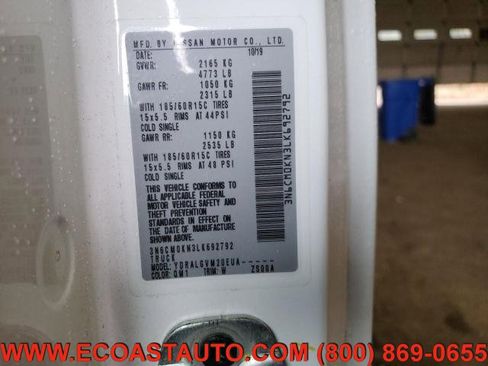 MFD. BY NISSAN MOTOR CO., LTD.
DATE: 10/19
GVWR: 2165 KG
4773 LB
GAWR FR: 1050 KG
2315 LB
WITH 185/60R15C TIRES
15x5.5 RIMS AT 44PSI
COLD SINGLE
GAWR RR: 1150 KG
2535 LB
WITH 185/60R15C TIRES
15x5.5 RIMS AT 48 PSI
COLD SINGLE
THIS VEHICLE CONFORMS TO
ALL APPLICABLE FEDERAL
MOTOR VEHICLE SAFETY AND
THEFT PREVENTION
STANDARDS IN EFFECT ON
THE DATE OF MANUFACTURE
SHOWN ABOVE.
3N6CM0KN3LK692792
TRUCK
MODEL: YDRALGVM20EUA-----
COLOR: QM1 TRIM: W ZS00A
3N6CM0KN3LK692792
WWW.ECOASTAUTO.COM (800) 869-0655